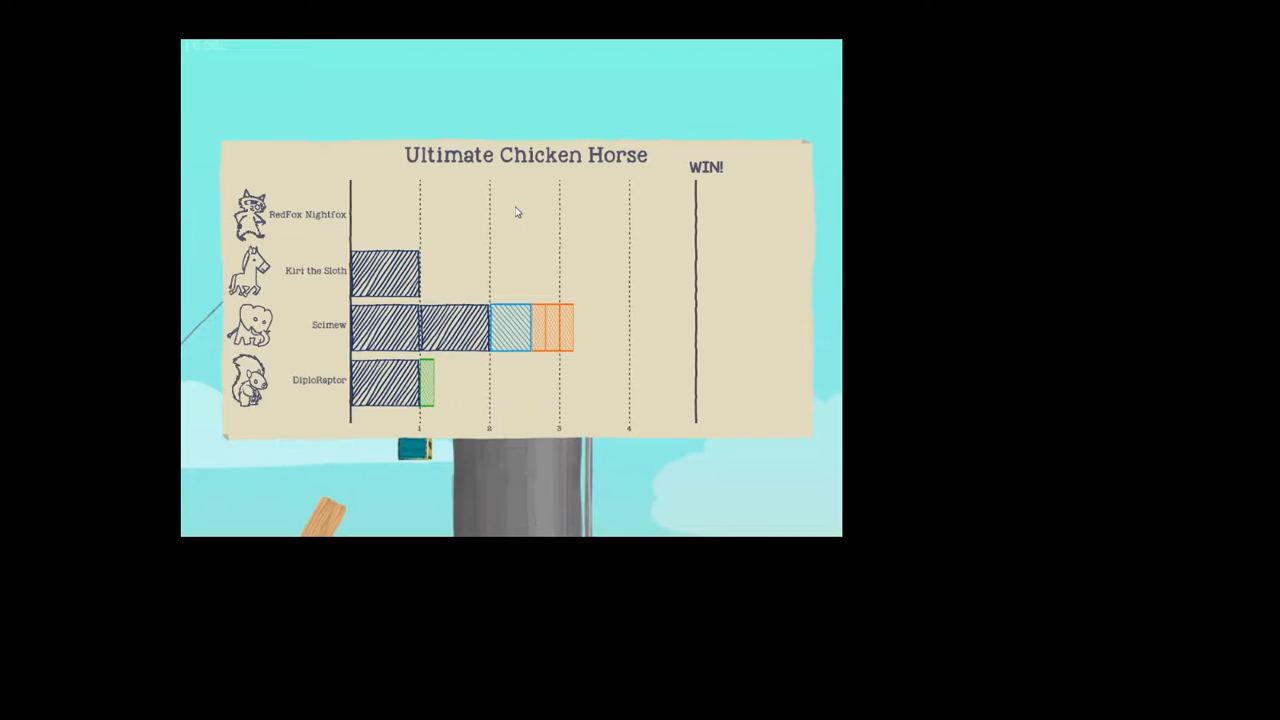 Ultimate Chicken Horse
WIN!
RedFox Nightfox
Kiri the Sloth
Scimew
DiploRaptor
1 2 3 4